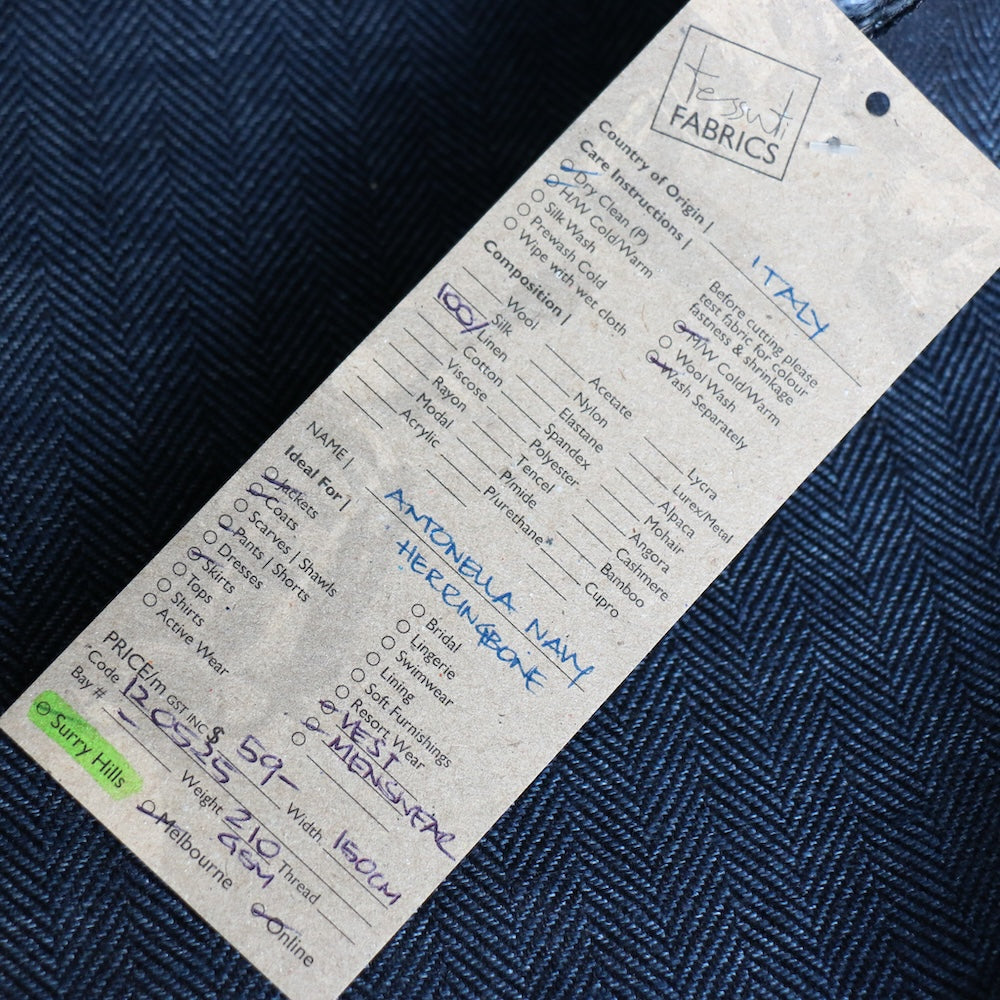 tessuti
FABRICS
Country of Origin | ITALY
Care Instructions |
Dry Clean (P)
H/W Cold/Warm
Silk Wash
Prewash Cold
Wipe with wet cloth
Before cutting please
test fabric for colour
fastness & shrinkage
M/W Cold/Warm
Wool Wash
Wash Separately
Composition |
Wool
Silk
100/ Linen
Cotton
Viscose
Rayon
Modal
Acrylic
Acetate
Nylon
Elastane
Spandex
Polyester
Tencel
P/mide
P/urethane*
Lycra
Lurex/Metal
Alpaca
Mohair
Angora
Cashmere
Bamboo
Cupro
NAME | ANTONELLA NAVY
HERRINGBONE
Ideal For |
Jackets
Coats
Scarves | Shawls
Pants | Shorts
Dresses
Skirts
Tops
Shirts
Active Wear
Bridal
Lingerie
Swimwear
Lining
Soft Furnishings
Resort Wear
VEST
MENSWEAR
PRICE/m GST INC $ 59- Width 150CM
*Code 120535 Weight 210 GSM Thread
Bay # -
Surry Hills Melbourne Online